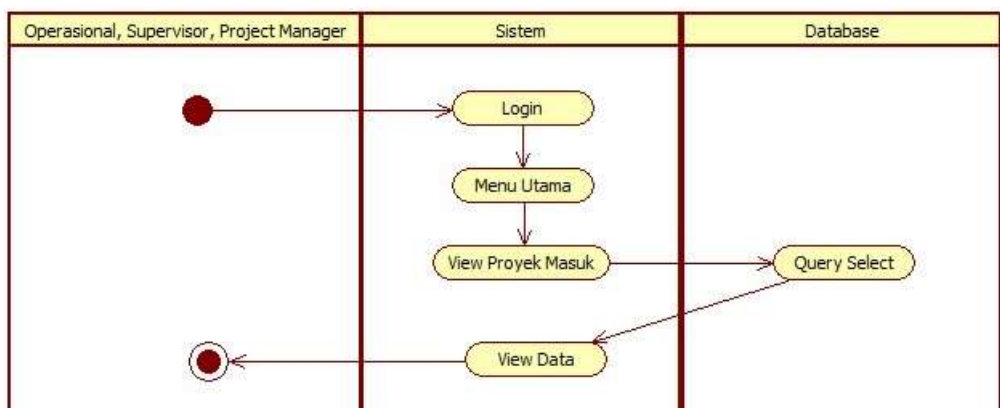 Operasional, Supervisor, Project Manager
Sistem
Database
Login
Menu Utama
View Proyek Masuk
Query Select
View Data